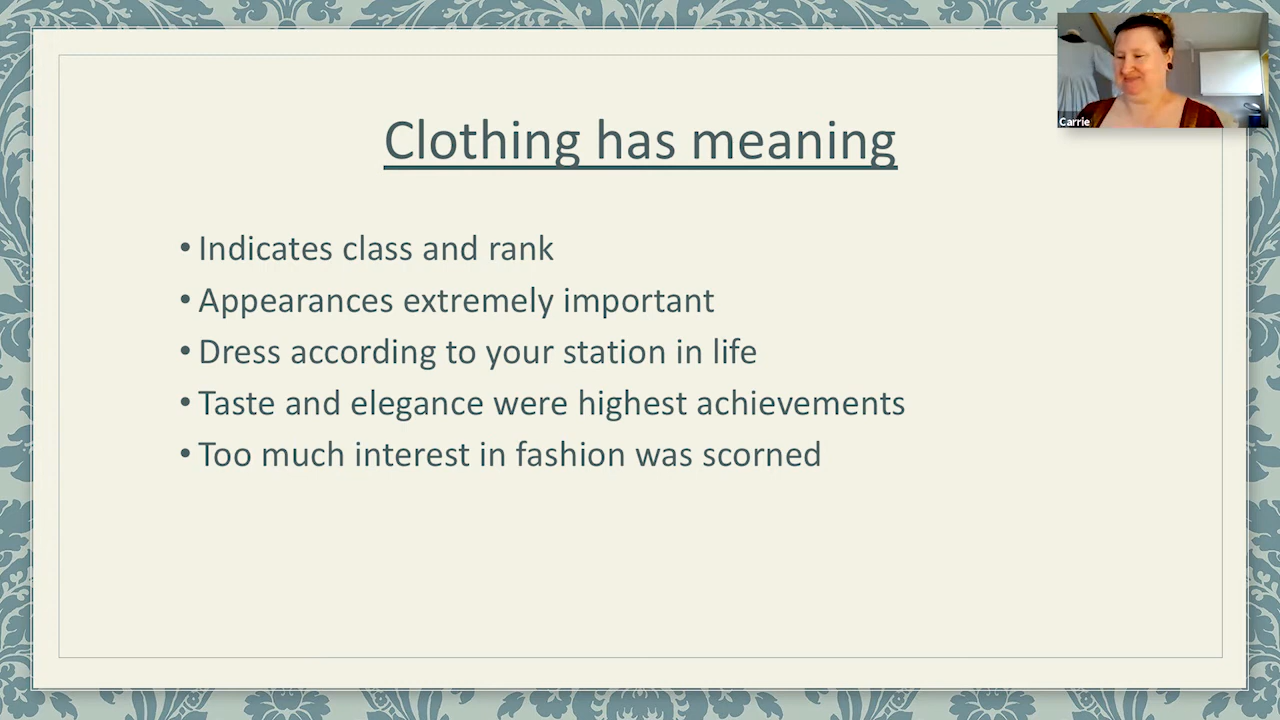 Clothing has meaning
• Indicates class and rank
• Appearances extremely important
• Dress according to your station in life
• Taste and elegance were highest achievements
• Too much interest in fashion was scorned
Carrie